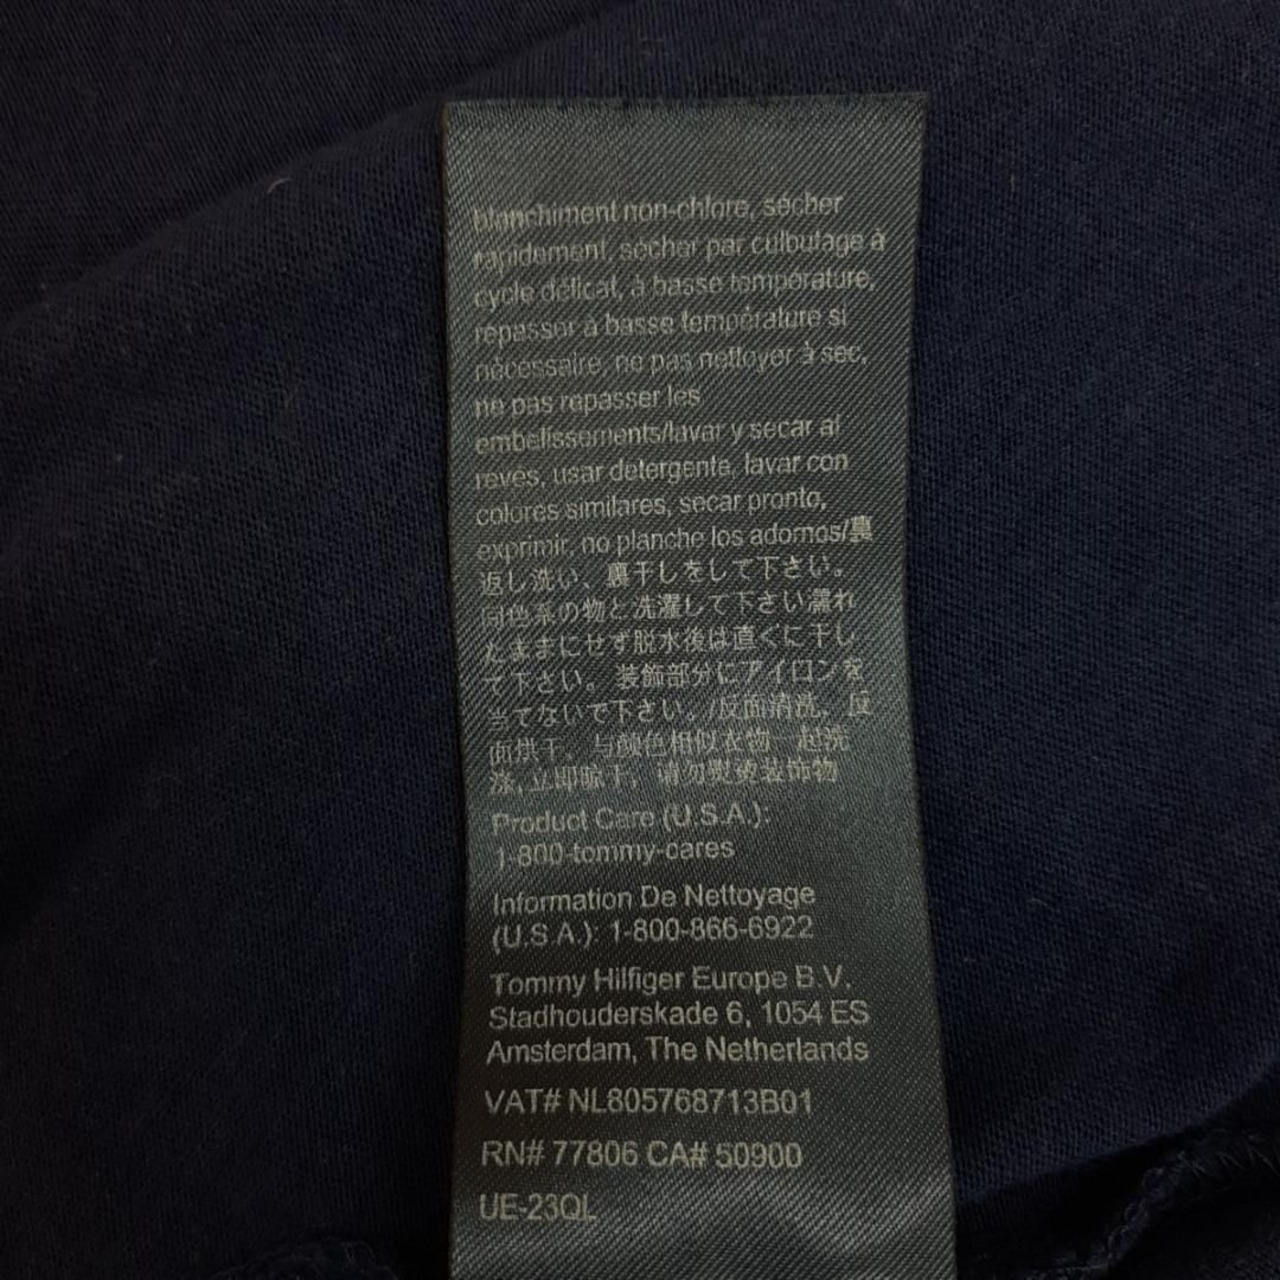 blanchiment non-chlore, sécher
rapidement, sécher par culbutage à
cycle délicat, à basse température,
repasser à basse température si
nécessaire, ne pas nettoyer à sec,
ne pas repasser les
embelissements/lavar y secar al
reves, usar detergente, lavar con
colores similares, secar pronto,
exprimir, no planche los adornos/裏
返し洗い、裏干しをして下さい。
同色系の物と洗濯して下さい濡れ
たままにせず脱水後は直ぐに干し
て下さい。装飾部分にアイロンを
当てないで下さい。/反面清洗，反
面烘干，与颜色相似衣物一起洗
涤,立即晾干，请勿熨烫装饰物
Product Care (U.S.A.):
1-800-tommy-cares
Information De Nettoyage
(U.S.A.): 1-800-866-6922
Tommy Hilfiger Europe B.V.
Stadhouderskade 6, 1054 ES
Amsterdam, The Netherlands
VAT# NL805768713B01
RN# 77806 CA# 50900
UE-23QL